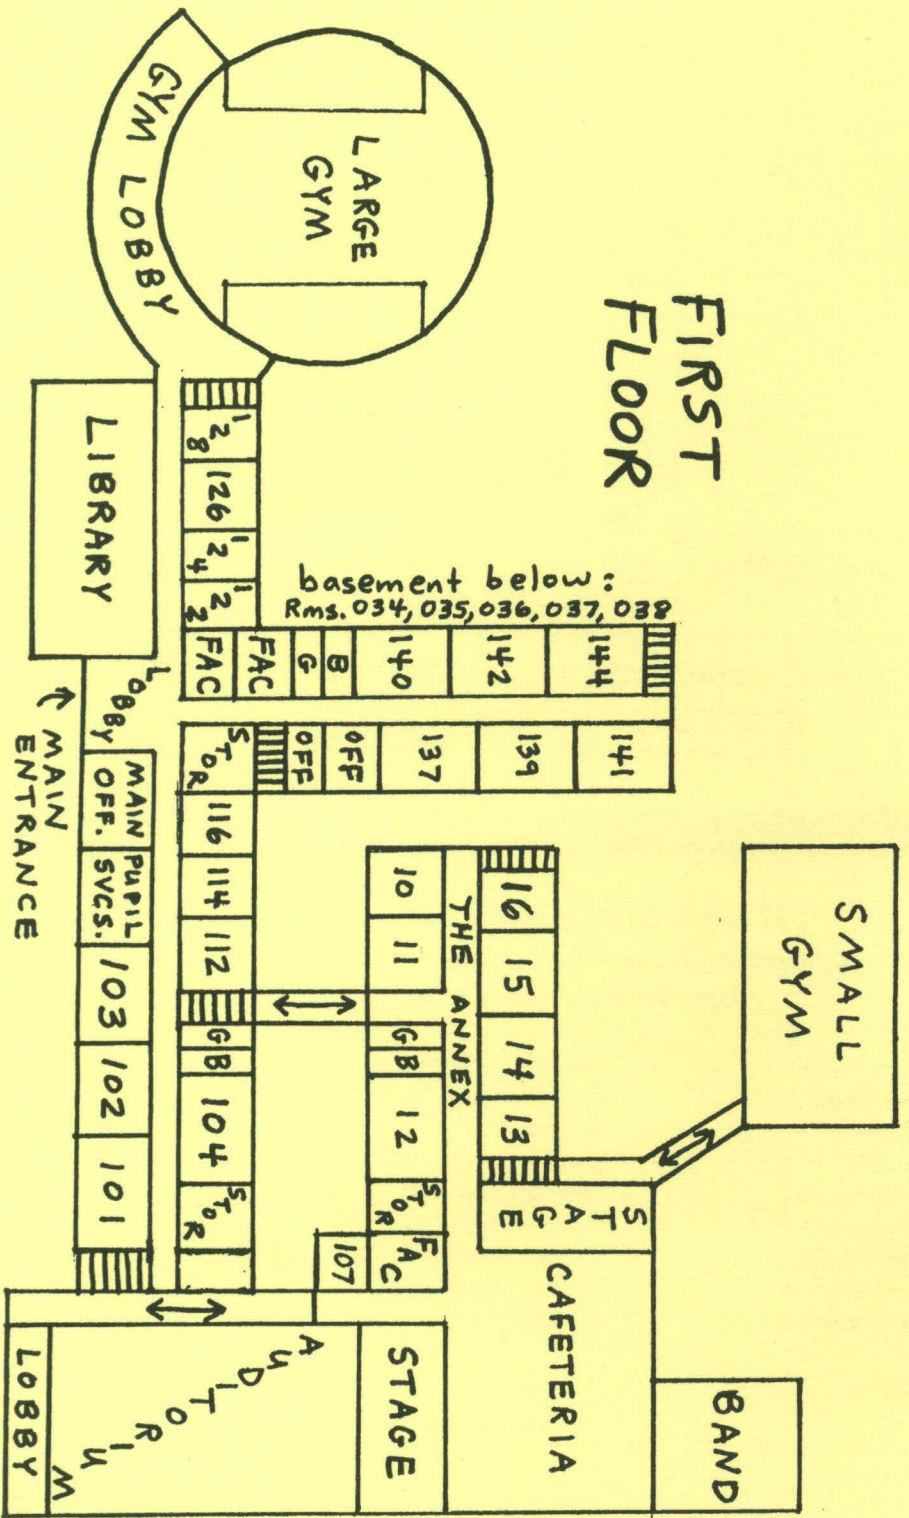 FIRST
FLOOR
SMALL
GYM
BAND
STAGE
CAFETERIA
16
15
14
13
THE ANNEX
10
11
G
B
12
STOR
FAC
107
STAGE
AUDITORIUM
LOBBY
LARGE
GYM
GYM LOBBY
basement below:
Rms. 034, 035, 036, 037, 038
144
142
140
B
G
FAC
FAC
141
139
137
OFF
OFF
STOR
128
126
124
122
116
114
112
G
B
104
STOR
LIBRARY
LOBBY
MAIN
OFF.
PUPIL
SVCS.
103
102
101
MAIN
ENTRANCE